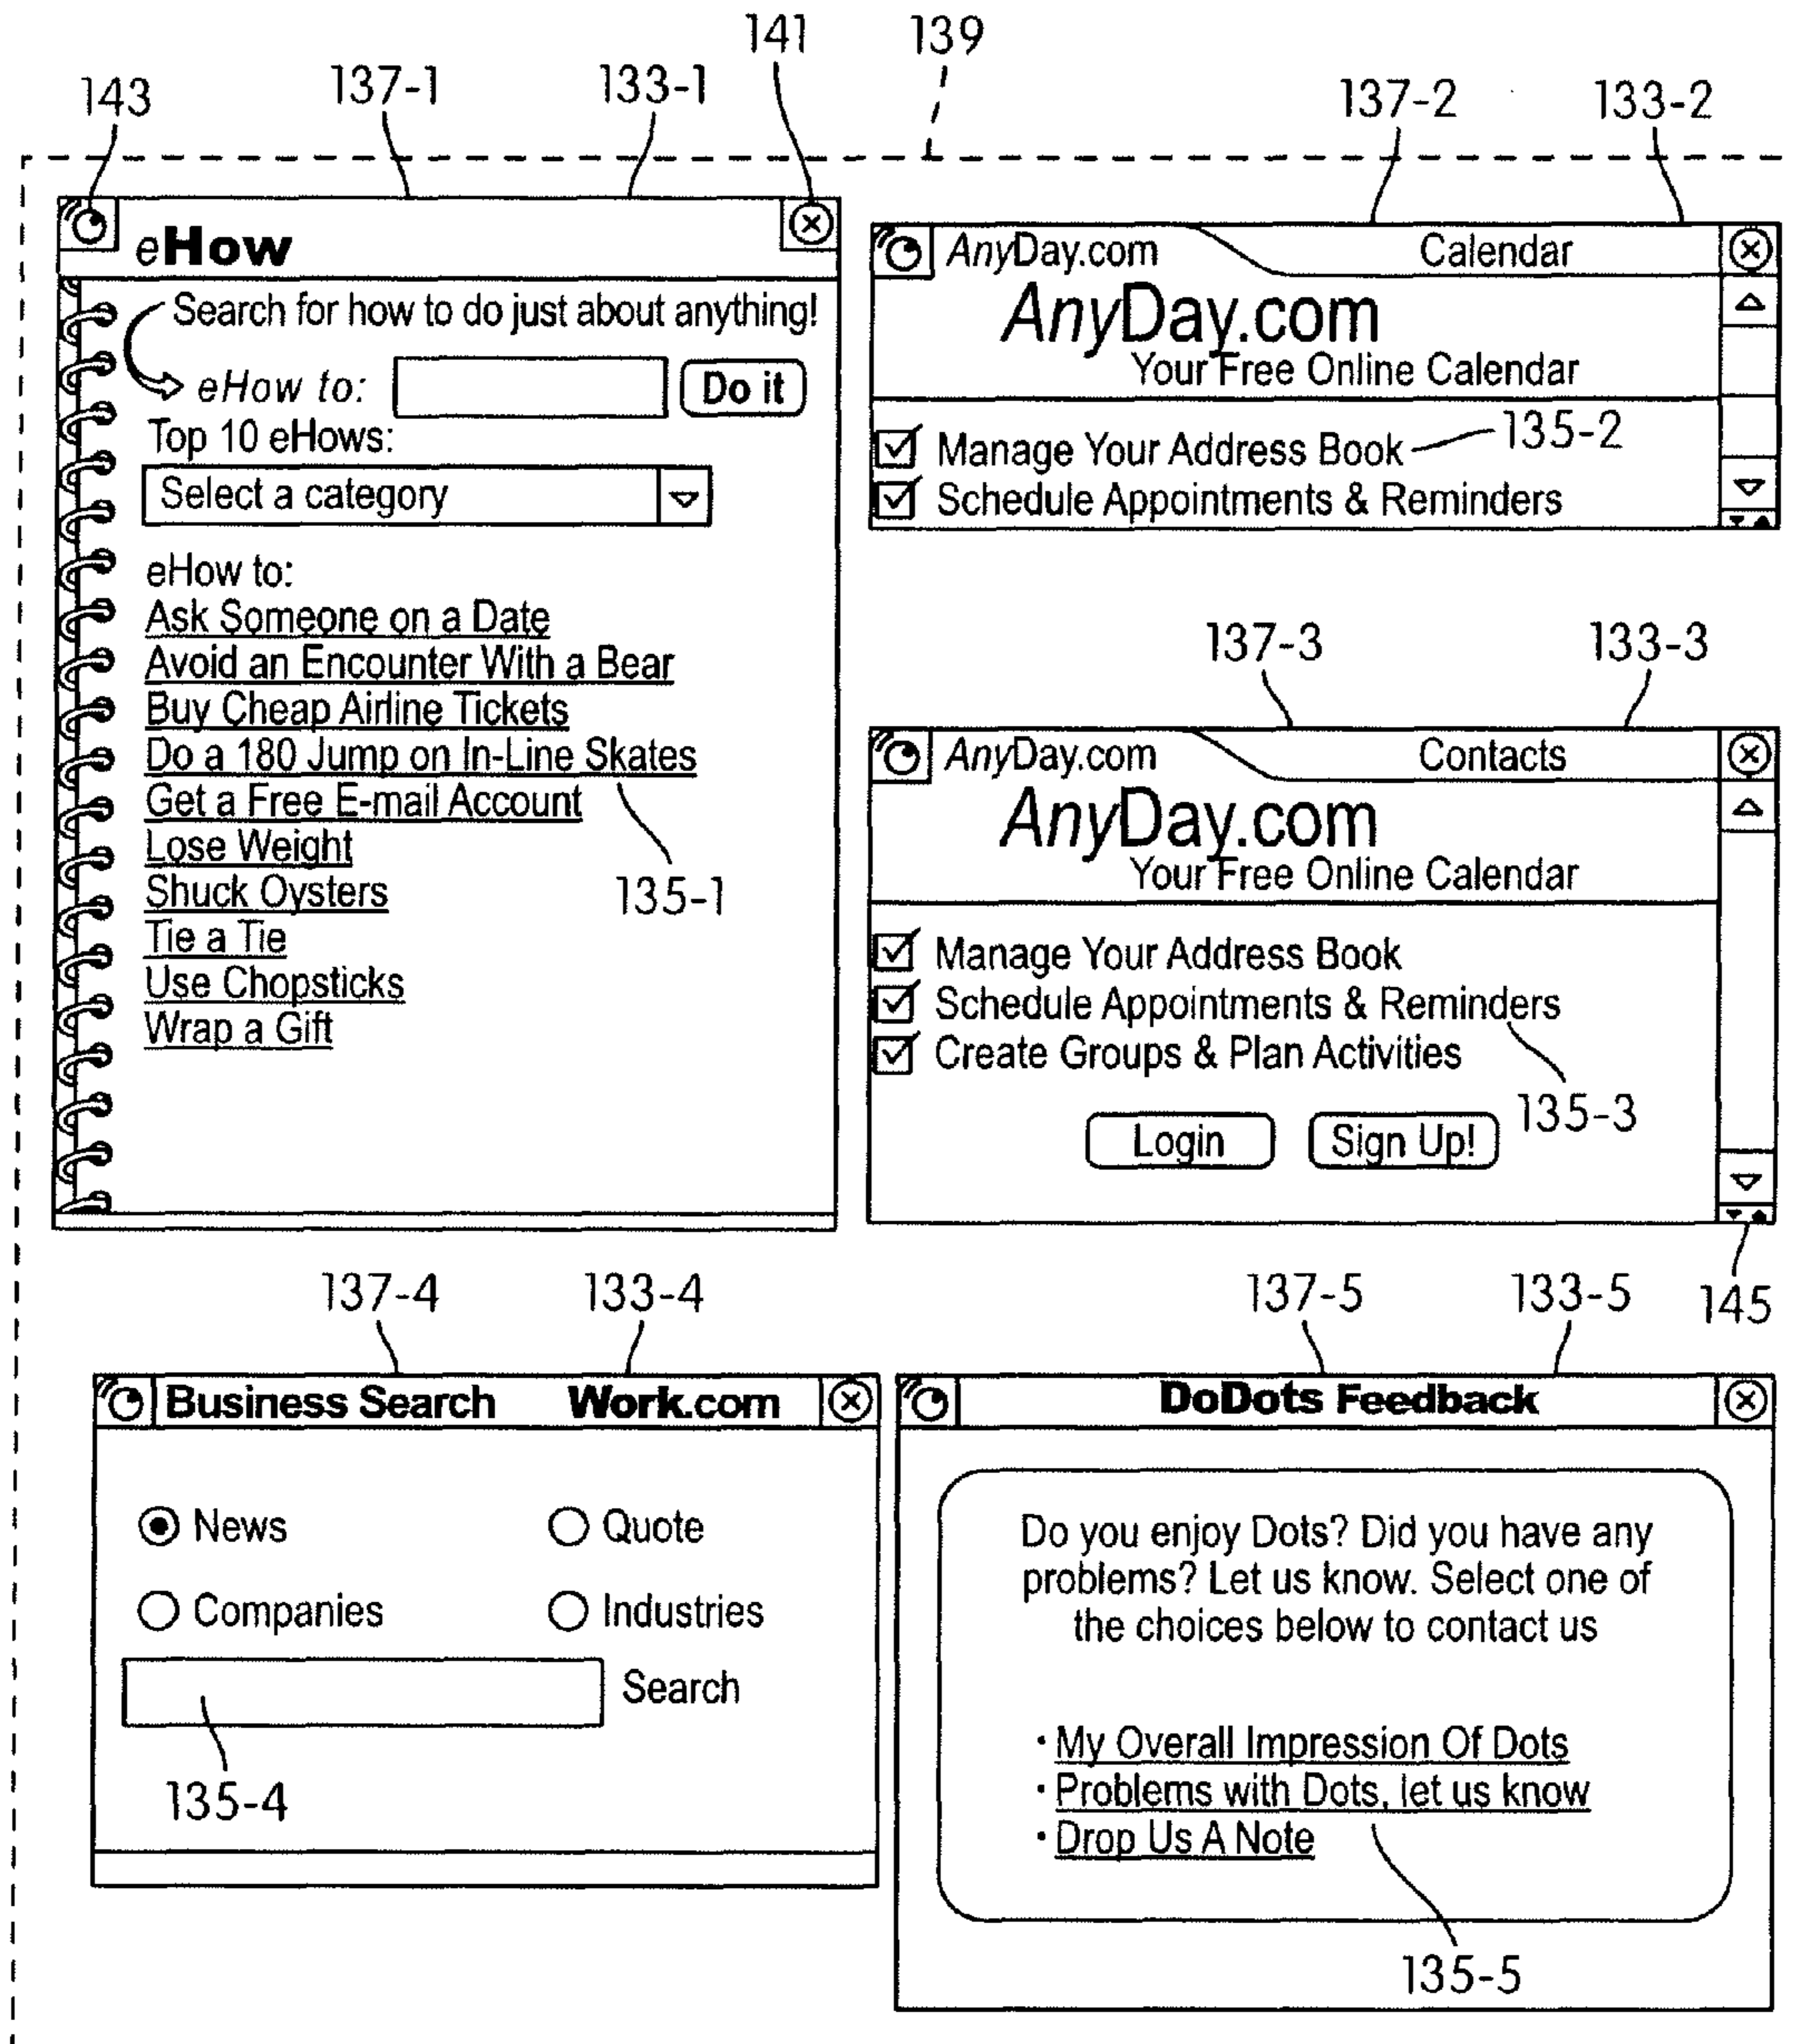 141
139
143
137-1
133-1
137-2
133-2
eHow
Search for how to do just about anything!
eHow to:
Do it
Top 10 eHows:
Select a category
eHow to:
Ask Someone on a Date
Avoid an Encounter With a Bear
Buy Cheap Airline Tickets
Do a 180 Jump on In-Line Skates
Get a Free E-mail Account
Lose Weight
Shuck Oysters
Tie a Tie
Use Chopsticks
Wrap a Gift
135-1
AnyDay.com Calendar
AnyDay.com
Your Free Online Calendar
Manage Your Address Book
135-2
Schedule Appointments & Reminders
137-3
133-3
AnyDay.com Contacts
AnyDay.com
Your Free Online Calendar
Manage Your Address Book
Schedule Appointments & Reminders
Create Groups & Plan Activities
135-3
Login
Sign Up!
145
137-4
133-4
Business Search Work.com
News
Quote
Companies
Industries
Search
135-4
137-5
133-5
DoDots Feedback
Do you enjoy Dots? Did you have any
problems? Let us know. Select one of
the choices below to contact us
· My Overall Impression Of Dots
· Problems with Dots, let us know
· Drop Us A Note
135-5